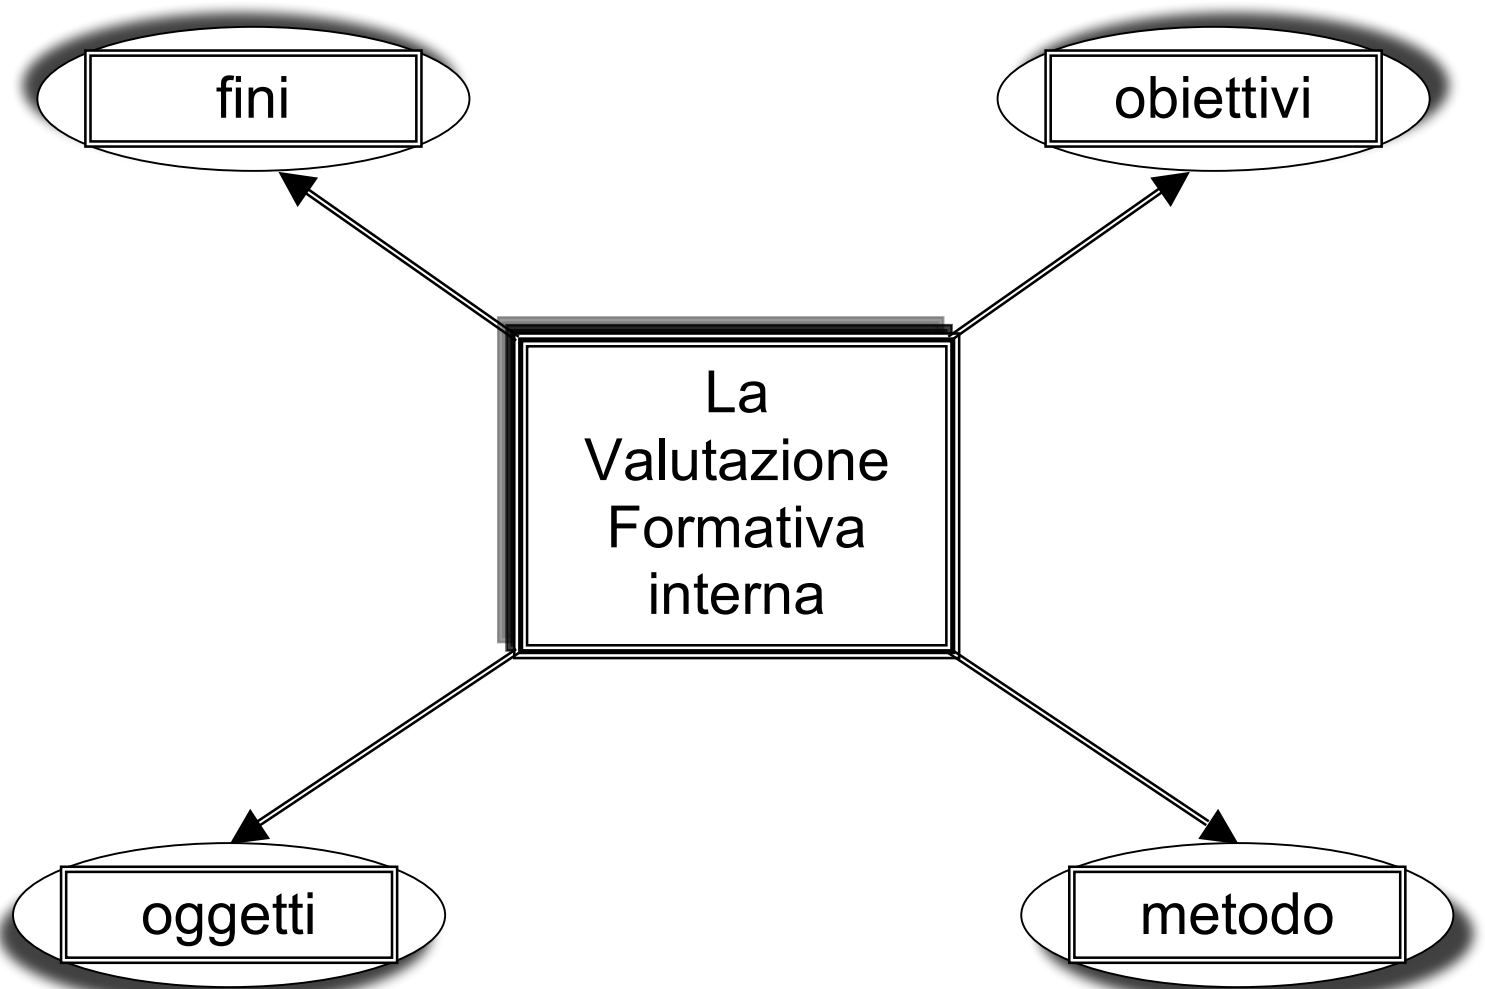 fini
obiettivi
La
Valutazione
Formativa
interna
oggetti
metodo